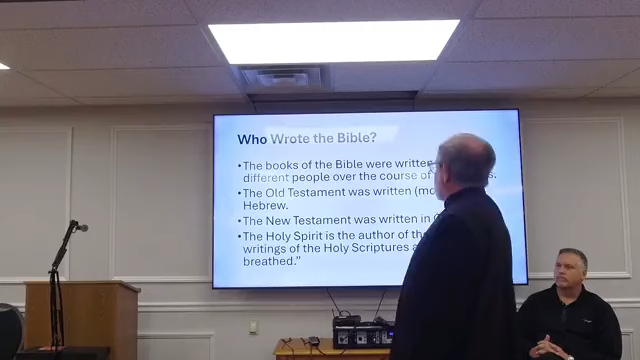 Who Wrote the Bible?
•The books of the Bible were written
different people over the course of
•The Old Testament was written
Hebrew.
•The New Testament was written in
•The Holy Spirit is the author of
writings of the Holy Scriptures
breathed.”